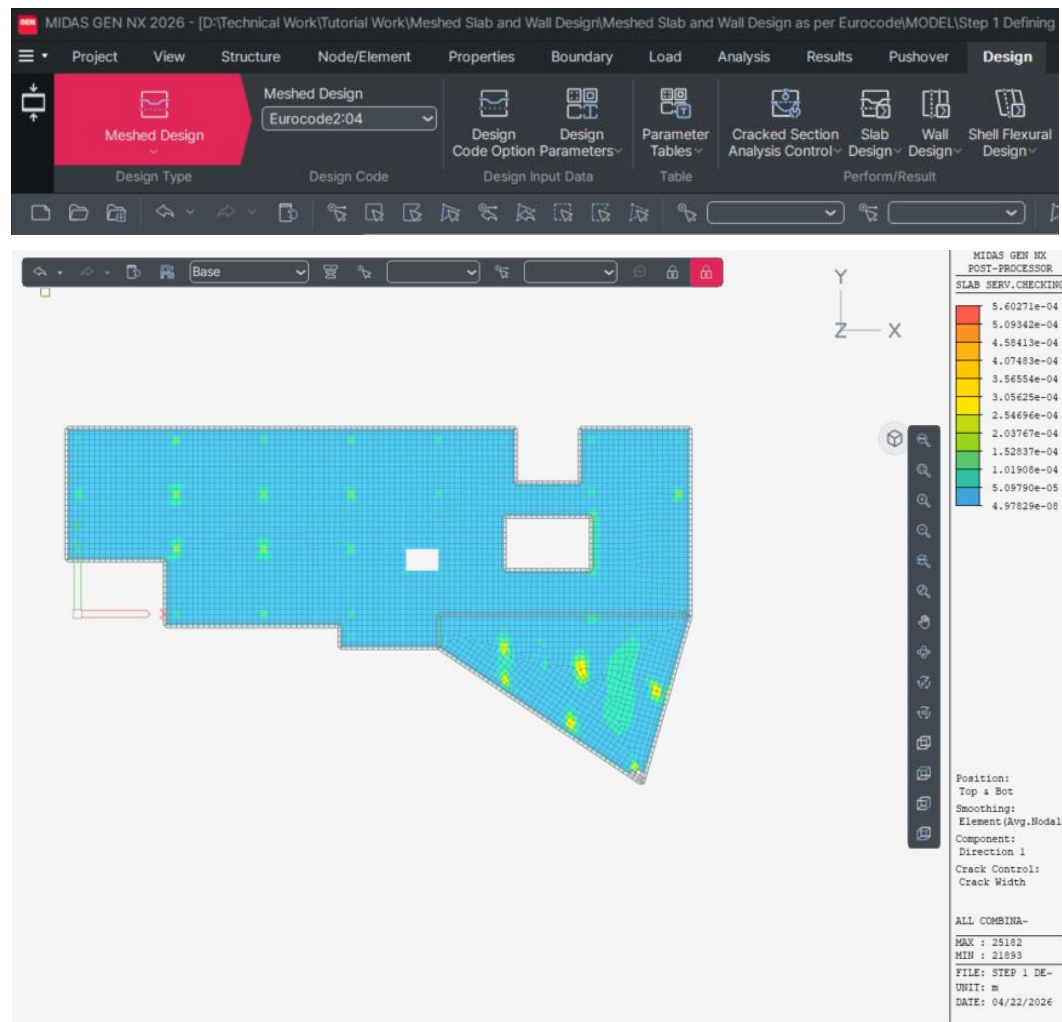 GEN MIDAS GEN NX 2026 - [D:\Technical Work\Tutorial Work\Meshed Slab and Wall Design\Meshed Slab and Wall Design as per Eurocode\MODEL\Step 1 Defining
Project View Structure Node/Element Properties Boundary Load Analysis Results Pushover Design
Meshed Design
Meshed Design
Eurocode2:04
Design Code Option
Design Parameters
Parameter Tables
Cracked Section Analysis Control
Slab Design
Wall Design
Shell Flexural Design
Design Type Design Code Design Input Data Table Perform/Result
Base
Y
Z X
X
MIDAS GEN NX
POST-PROCESSOR
SLAB SERV.CHECKING
5.60271e-04
5.09342e-04
4.58413e-04
4.07483e-04
3.56554e-04
3.05625e-04
2.54696e-04
2.03767e-04
1.52837e-04
1.01908e-04
5.09790e-05
4.97829e-08
Position:
Top & Bot
Smoothing:
Element(Avg.Nodal
Component:
Direction 1
Crack Control:
Crack Width
ALL COMBINA-
MAX : 25182
MIN : 21893
FILE: STEP 1 DE-
UNIT: m
DATE: 04/22/2026